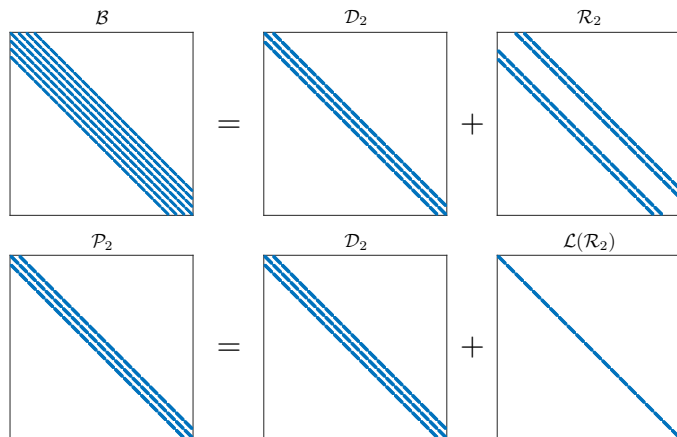 𝓑 𝓓₂ 𝓡₂
= +
𝓟₂ 𝓓₂ 𝓛(𝓡₂)
= +